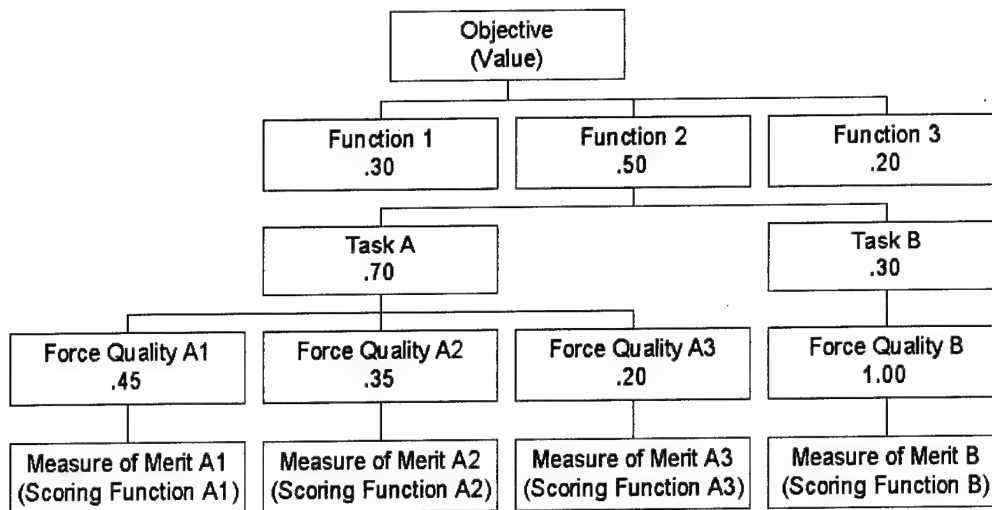 Objective
(Value)
Function 1
.30
Function 2
.50
Function 3
.20
Task A
.70
Task B
.30
Force Quality A1
.45
Force Quality A2
.35
Force Quality A3
.20
Force Quality B
1.00
Measure of Merit A1
(Scoring Function A1)
Measure of Merit A2
(Scoring Function A2)
Measure of Merit A3
(Scoring Function A3)
Measure of Merit B
(Scoring Function B)